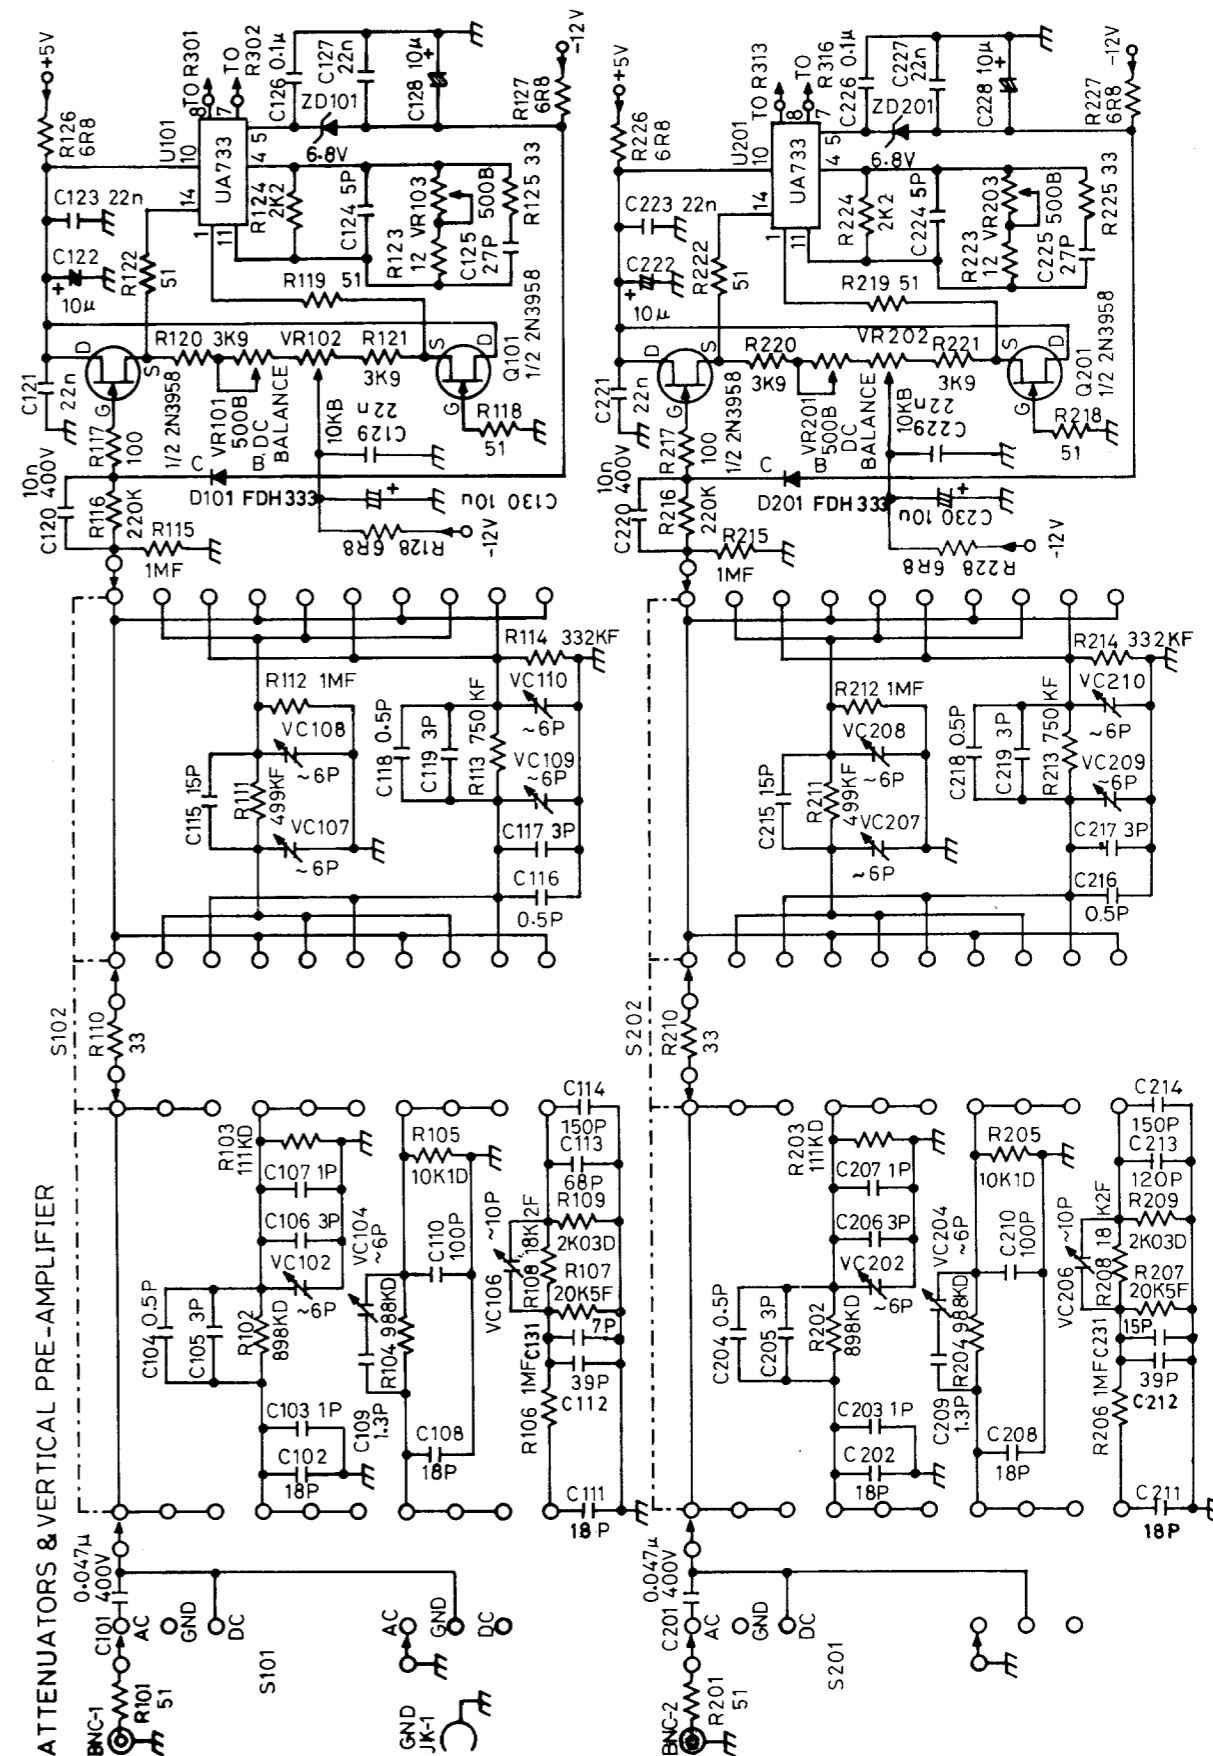 ATTENUATORS & VERTICAL PRE-AMPLIFIER
BNC-1
R101
51
C101
0.047µ
400V
AC
GND
DC
S101
GND
JK-1
AC
GND
DC
S102
R110
33
C102
18P
C103 1P
C104 0.5P
C105 3P
R102
898KD
VC102
~6P
C106 3P
C107 1P
R103
111KD
C108
18P
C109
1.3P
R104 988KD
VC104
~6P
C110
100P
R105
10K1D
C111
18P
R106 1MF
C112
39P
C131
7P
R107
20K5F
R108 18K2F
VC106
~10P
R109
2K03D
C113
68P
C114
150P
C115 15P
R111
499KF
VC107
~6P
VC108
~6P
R112 1MF
C116
0.5P
C117 3P
VC109
~6P
R113 750KF
C118 0.5P
C119 3P
VC110
~6P
R114 332KF
R115
1MF
R116
220K
C120
10n
400V
R117
100
D101 FDH333
C
B
G
D
S
1/2 2N3958
C121
22n
C122
10µ
C123 22n
R126
6R8
+5V
R122
51
R120 3K9
VR101
500B
DC
BALANCE
VR102
10KB
R121
3K9
R119 51
C129
22n
C130 10u
R128 6R8
-12V
G
S
D
Q101
1/2 2N3958
R118
51
U101
UA733
14
10
8
7
5
4
11
1
TO R301
TO
R302
R124
2K2
C124 5P
R123
12
VR103
500B
C125
27P
R125 33
ZD101
6.8V
C126 0.1µ
C127
22n
C128 10µ
R127
6R8
-12V
BNC-2
R201
51
C201
0.047µ
400V
AC
GND
DC
S201
S202
R210
33
C202
18P
C203 1P
C204 0.5P
C205 3P
R202
898KD
VC202
~6P
C206 3P
C207 1P
R203
111KD
C208
18P
C209
1.3P
R204 988KD
VC204
~6P
C210
100P
R205
10K1D
C211
18P
R206 1MF
C212
39P
C231
15P
R207
20K5F
R208 18K2F
VC206
~10P
R209
2K03D
C213
120P
C214
150P
C215 15P
R211
499KF
VC207
~6P
VC208
~6P
R212 1MF
C216
0.5P
C217 3P
VC209
~6P
R213 750KF
C218 0.5P
C219 3P
VC210
~6P
R214 332KF
R215
1MF
R216
220K
C220
10n
400V
R217
100
D201 FDH333
C
B
G
D
S
1/2 2N3958
C221
22n
C222
10µ
C223 22n
R226
6R8
+5V
R222
51
R220
3K9
VR201
500B
DC
BALANCE
VR202
10KB
R221
3K9
R219 51
C229
22n
C230 10u
R228 6R8
-12V
G
S
D
Q201
1/2 2N3958
R218
51
U201
UA733
14
10
8
7
5
4
11
1
TO R313
TO
R316
R224
2K2
C224 5P
R223
12
VR203
500B
C225
27P
R225 33
ZD201
6.8V
C226 0.1µ
C227
22n
C228 10µ
R227
6R8
-12V